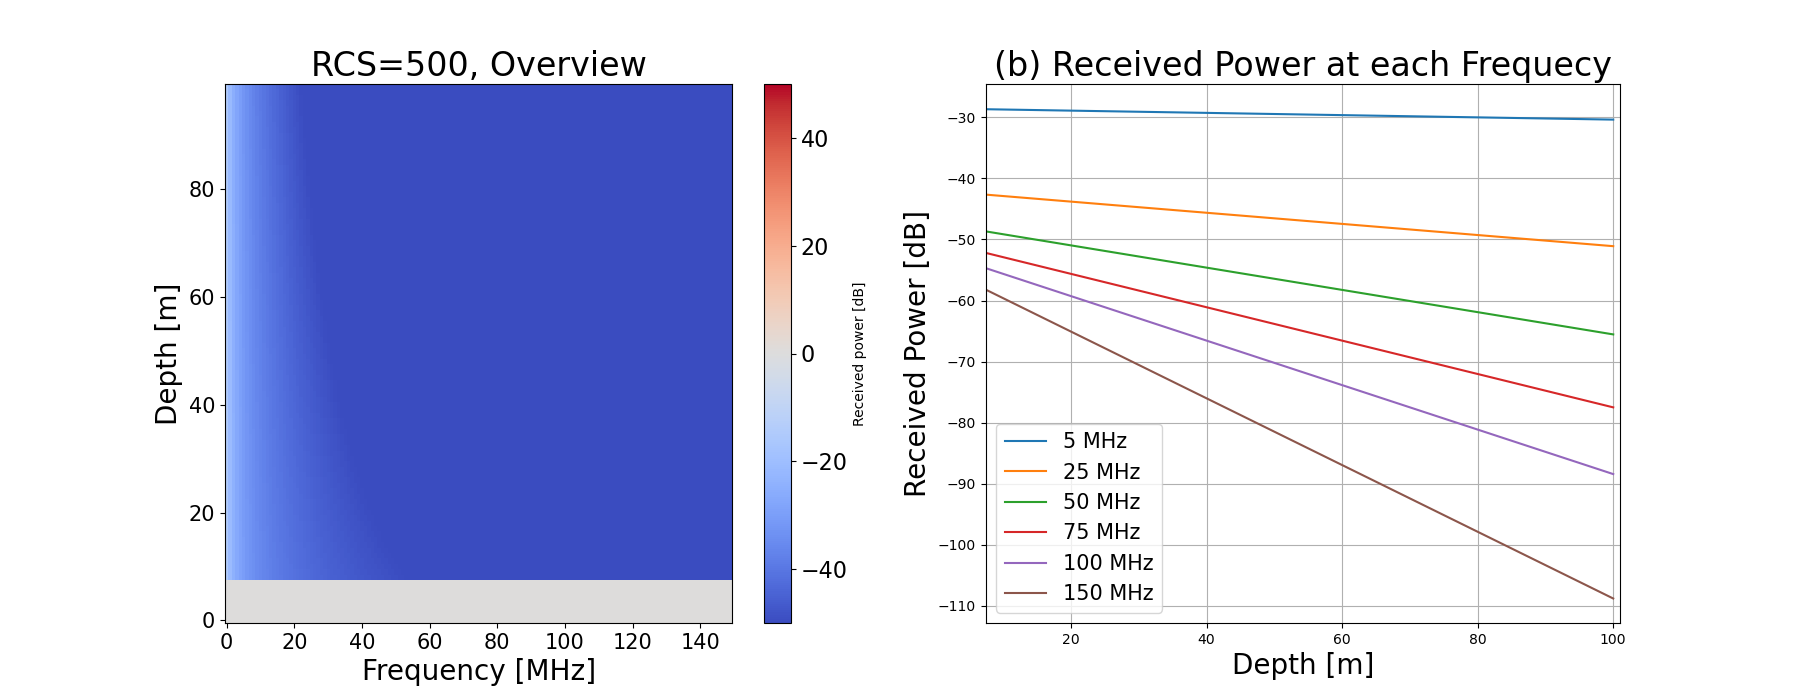 RCS=500, Overview
80
60
40
20
0
0 20 40 60 80 100 120 140
Frequency [MHz]
Depth [m]
40
20
0
−20
−40
Received power [dB]
(b) Received Power at each Frequecy
−30
−40
−50
−60
−70
−80
−90
−100
−110
20 40 60 80 100
Depth [m]
Received Power [dB]
5 MHz
25 MHz
50 MHz
75 MHz
100 MHz
150 MHz